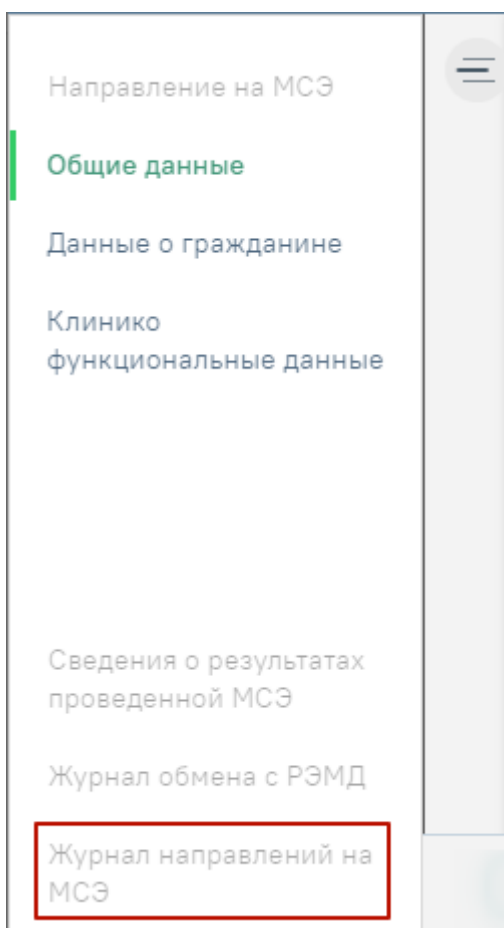 Направление на МСЭ
Общие данные
Данные о гражданине
Клинико
функциональные данные
Сведения о результатах
проведенной МСЭ
Журнал обмена с РЭМД
Журнал направлений на
МСЭ